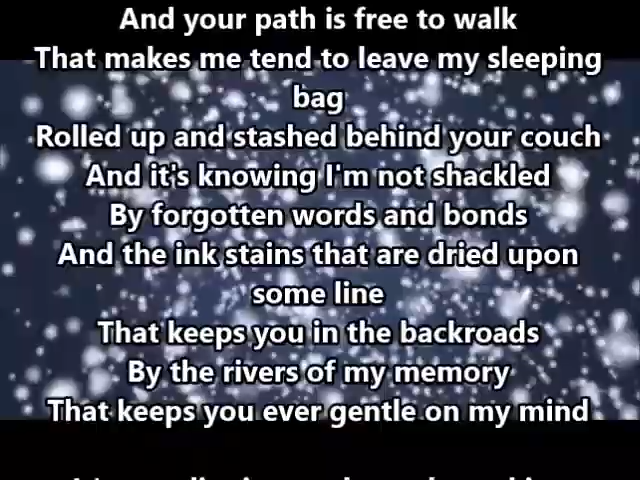 And your path is free to walk
That makes me tend to leave my sleeping
bag
Rolled up and stashed behind your couch
And it's knowing I'm not shackled
By forgotten words and bonds
And the ink stains that are dried upon
some line
That keeps you in the backroads
By the rivers of my memory
That keeps you ever gentle on my mind